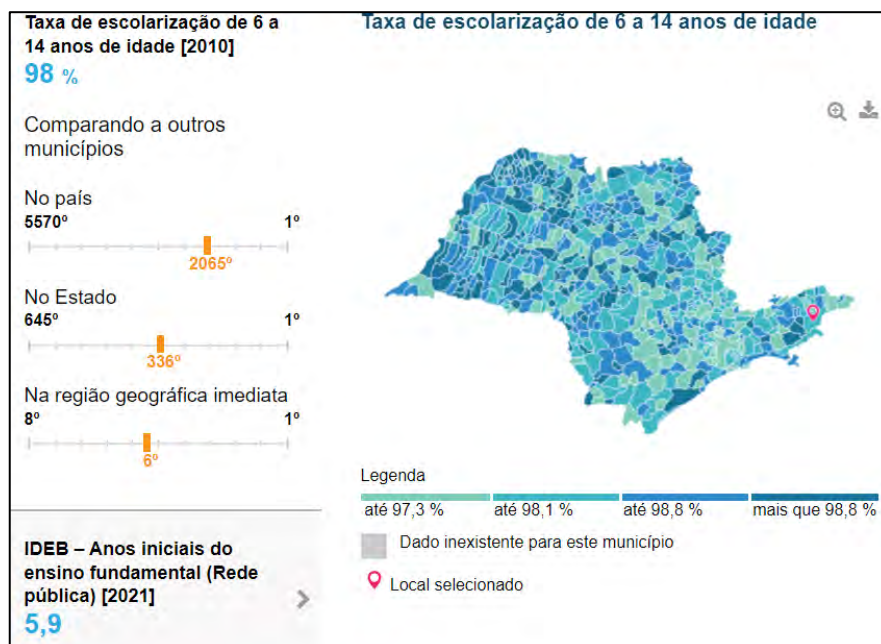 Taxa de escolarização de 6 a
14 anos de idade [2010]
98 %
Comparando a outros
municípios
No país
5570º 1º
2065º
No Estado
645º 1º
336º
Na região geográfica imediata
8º 1º
6º
IDEB – Anos iniciais do
ensino fundamental (Rede
pública) [2021]
5,9
Taxa de escolarização de 6 a 14 anos de idade
Legenda
até 97,3 % até 98,1 % até 98,8 % mais que 98,8 %
Dado inexistente para este município
Local selecionado